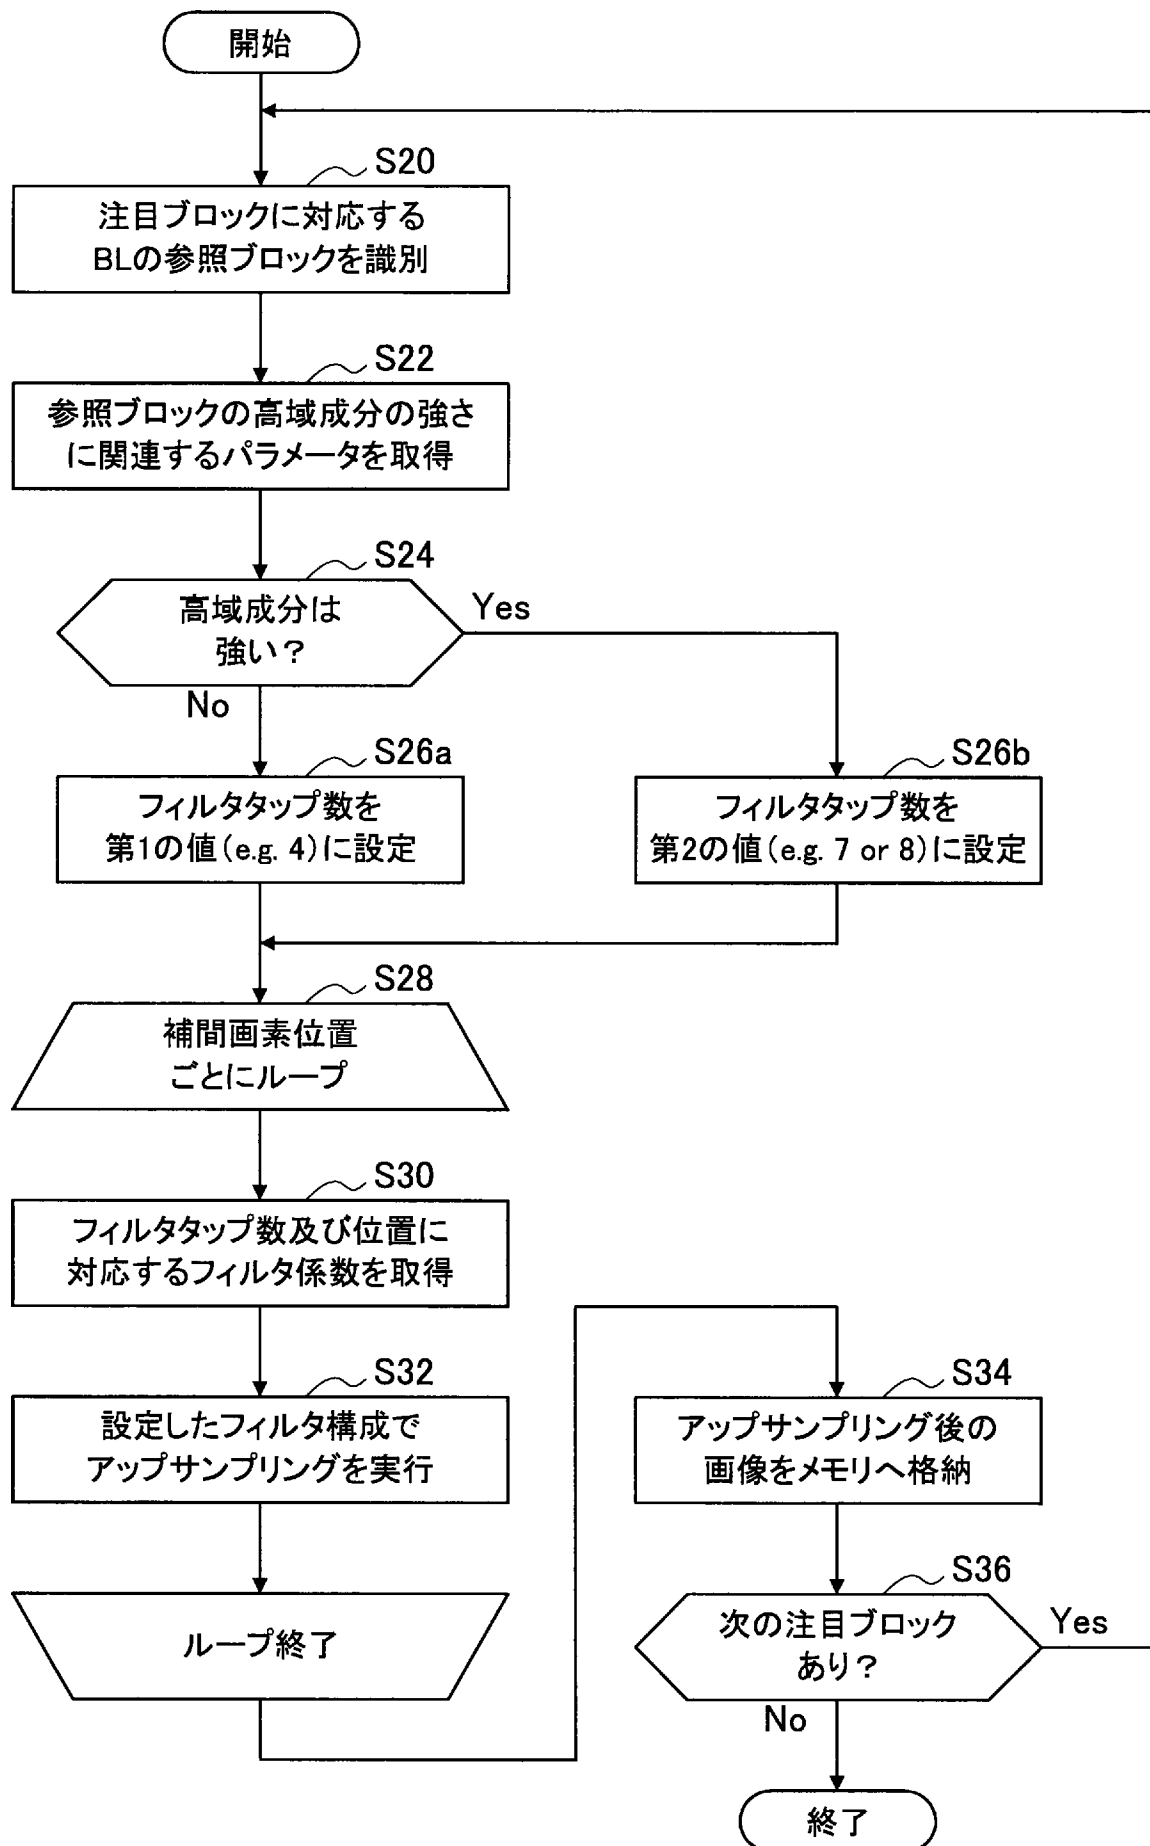 開始
S20
注目ブロックに対応する
BLの参照ブロックを識別
S22
参照ブロックの高域成分の強さ
に関連するパラメータを取得
S24
高域成分は
強い?
Yes
No
S26a
フィルタタップ数を
第1の値(e.g. 4)に設定
S26b
フィルタタップ数を
第2の値(e.g. 7 or 8)に設定
S28
補間画素位置
ごとにループ
S30
フィルタタップ数及び位置に
対応するフィルタ係数を取得
S32
設定したフィルタ構成で
アップサンプリングを実行
ループ終了
S34
アップサンプリング後の
画像をメモリへ格納
S36
次の注目ブロック
あり?
Yes
No
終了